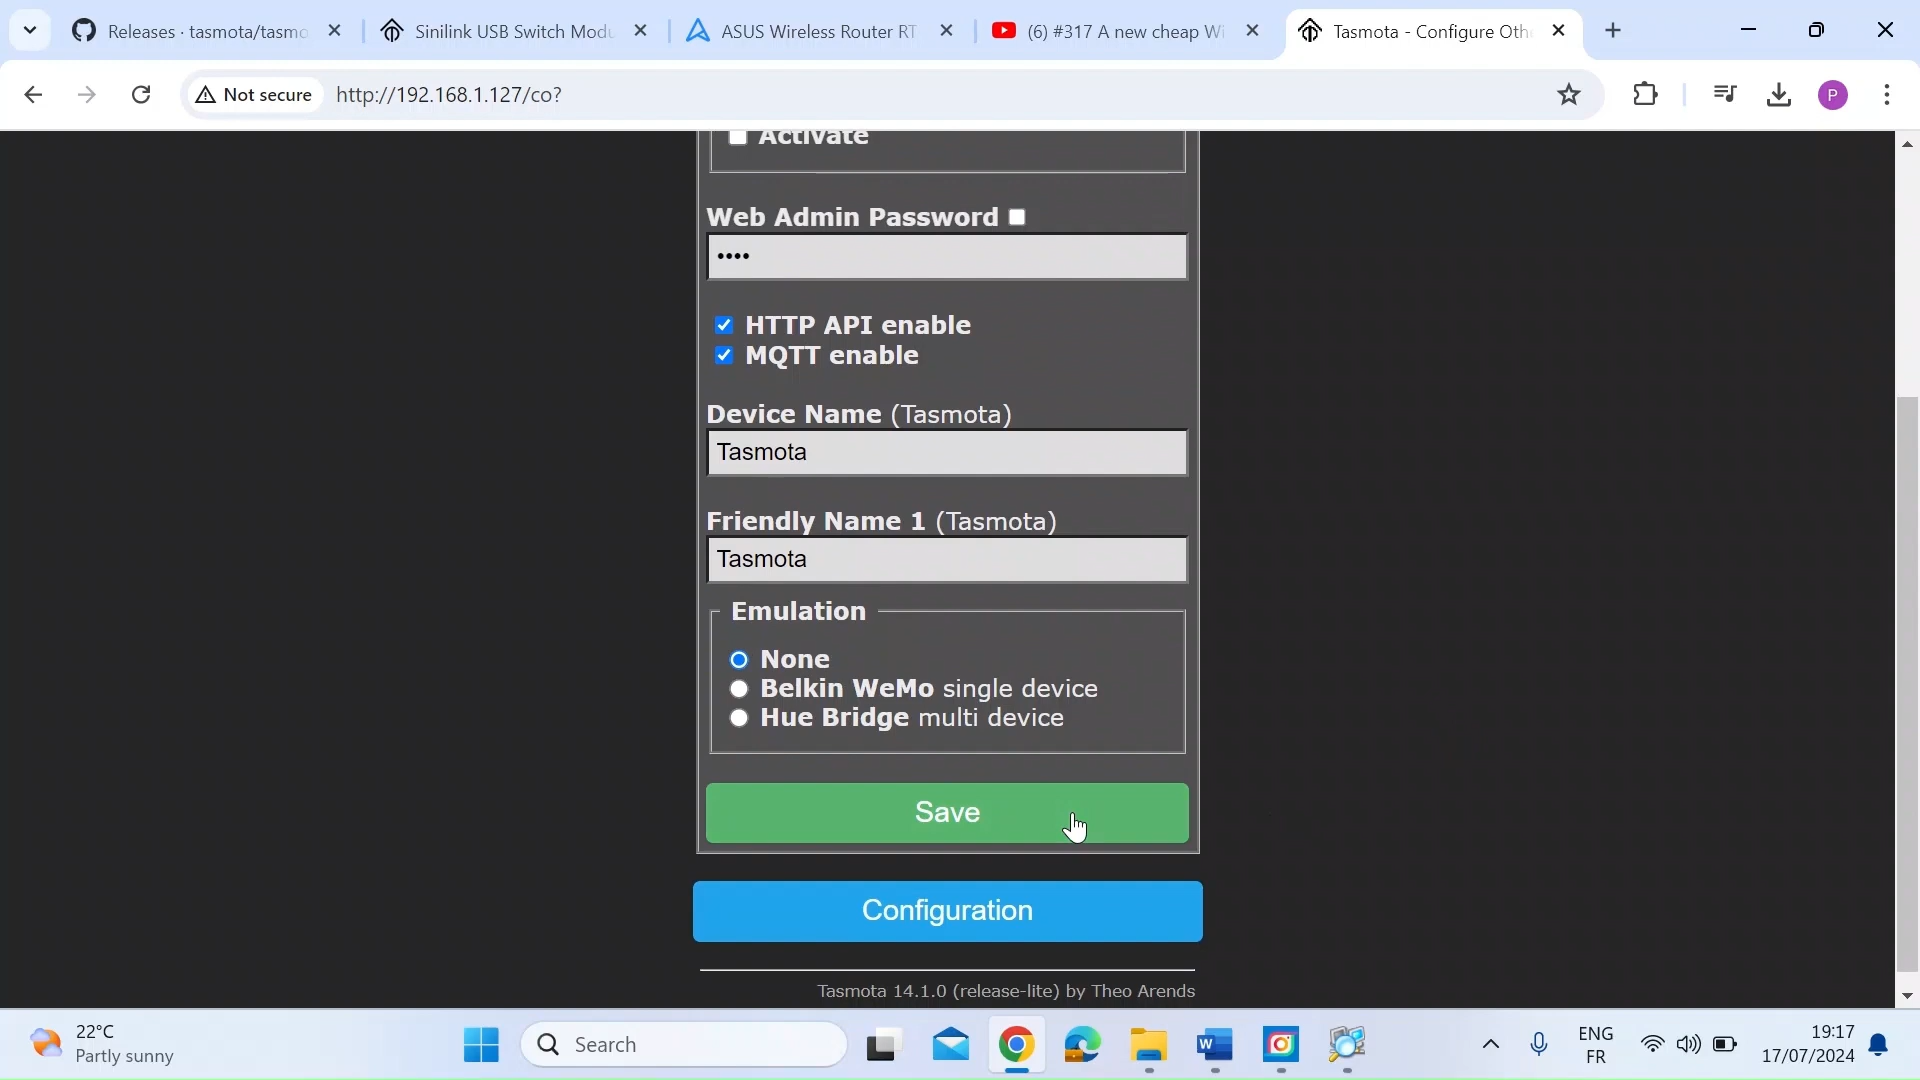 Releases · tasmota/tasmo
Sinilink USB Switch Modu
ASUS Wireless Router RT
(6) #317 A new cheap Wi
Tasmota - Configure Oth
Not secure
http://192.168.1.127/co?
P
Activate
Web Admin Password
••••
HTTP API enable
MQTT enable
Device Name (Tasmota)
Tasmota
Friendly Name 1 (Tasmota)
Tasmota
Emulation
None
Belkin WeMo single device
Hue Bridge multi device
Save
Configuration
Tasmota 14.1.0 (release-lite) by Theo Arends
22°C
Partly sunny
Search
W
ENG
FR
19:17
17/07/2024